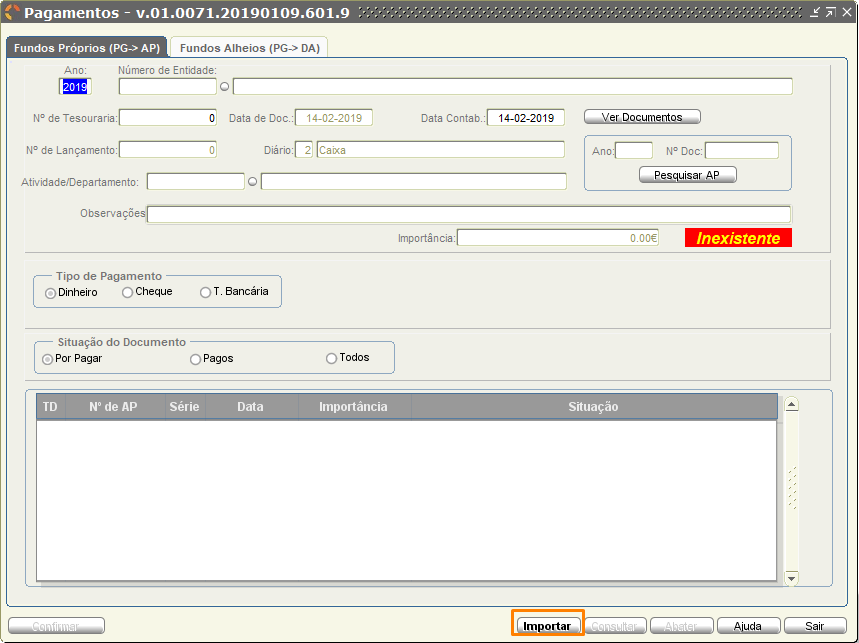 Pagamentos - v.01.0071.20190109.601.9
Fundos Próprios (PG-> AP) Fundos Alheios (PG-> DA)
Ano: Número de Entidade:
2019
Nº de Tesouraria: 0 Data de Doc.: 14-02-2019 Data Contab.: 14-02-2019 Ver Documentos
Nº de Lançamento: 0 Diário: 2 Caixa Ano: Nº Doc:
Pesquisar AP
Atividade/Departamento:
Observações
Importância: 0.00€ Inexistente
Tipo de Pagamento
Dinheiro Cheque T. Bancária
Situação do Documento
Por Pagar Pagos Todos
TD Nº de AP Série Data Importância Situação
Confirmar Importar Consultar Abater Ajuda Sair